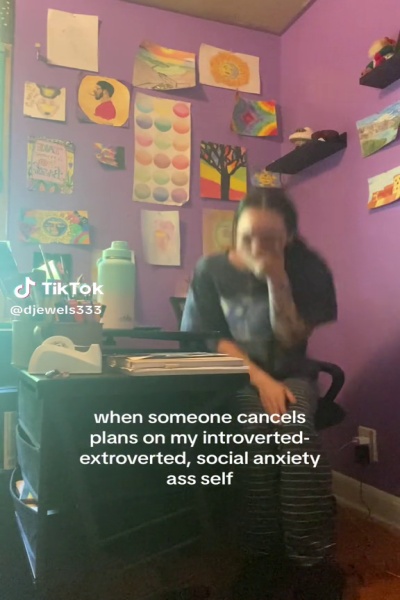 TikTok
@djewels333
when someone cancels
plans on my introverted-
extroverted, social anxiety
ass self